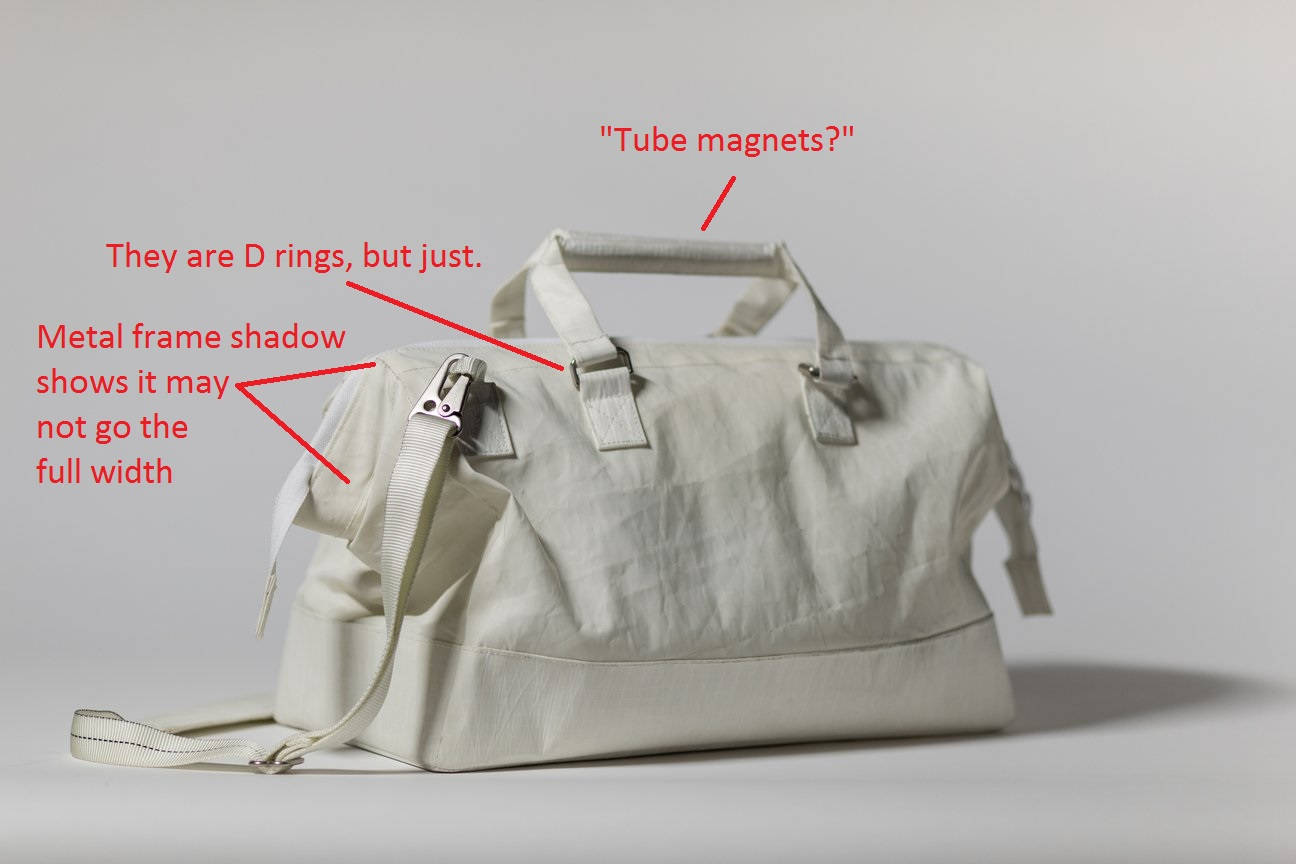 "Tube magnets?"
They are D rings, but just.
Metal frame shadow
shows it may
not go the
full width